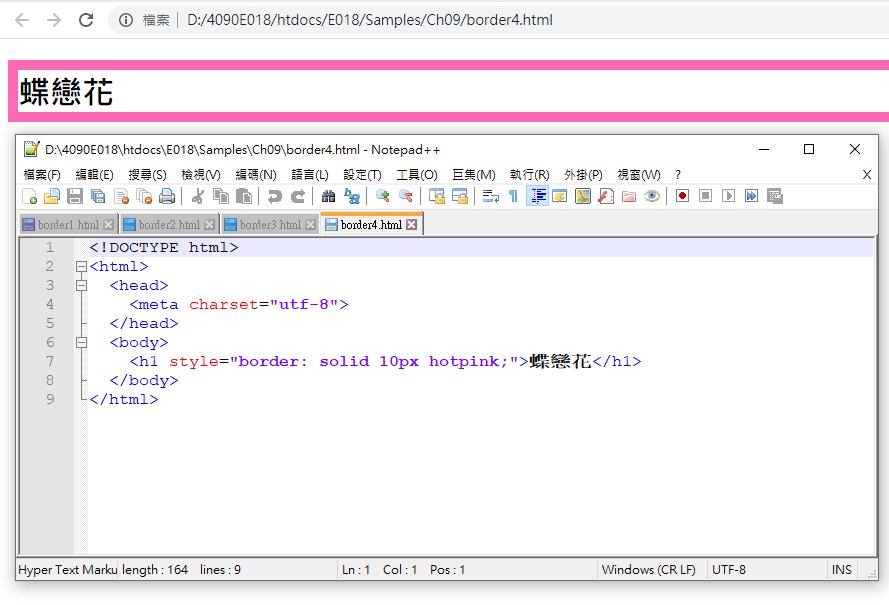 檔案 | D:/4090E018/htdocs/E018/Samples/Ch09/border4.html
蝶戀花
D:\4090E018\htdocs\E018\Samples\Ch09\border4.html - Notepad++
檔案(F) 編輯(E) 搜尋(S) 檢視(V) 編碼(N) 語言(L) 設定(T) 工具(O) 巨集(M) 執行(R) 外掛(P) 視窗(W) ? X
border1.html border2.html border3.html border4.html
1 <!DOCTYPE html>
2 <html>
3 <head>
4 <meta charset="utf-8">
5 </head>
6 <body>
7 <h1 style="border: solid 10px hotpink;">蝶戀花</h1>
8 </body>
9 </html>
Hyper Text Marku length : 164 lines : 9 Ln : 1 Col : 1 Pos : 1 Windows (CR LF) UTF-8 INS